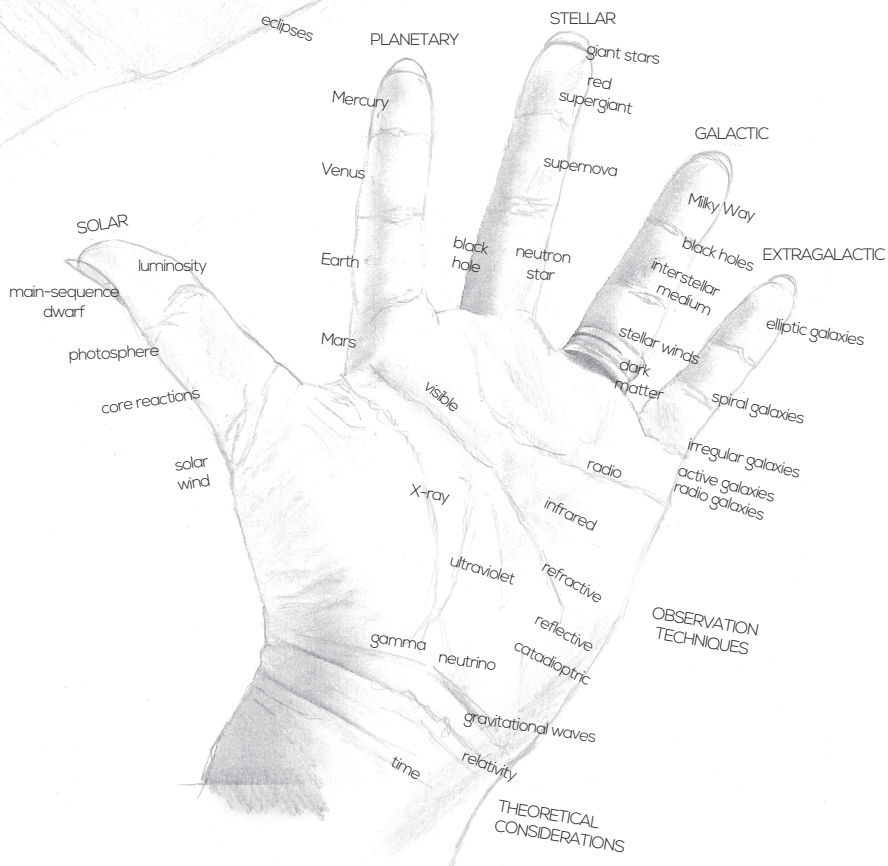 eclipses
PLANETARY
Mercury
Venus
Earth
Mars
STELLAR
giant stars
red
supergiant
supernova
black
hole
neutron
star
GALACTIC
Milky Way
black holes
interstellar
medium
stellar winds
dark
matter
EXTRAGALACTIC
elliptic galaxies
spiral galaxies
irregular galaxies
active galaxies
radio galaxies
SOLAR
luminosity
main-sequence
dwarf
photosphere
core reactions
solar
wind
visible
radio
X-ray
infrared
ultraviolet
refractive
reflective
catadioptric
gamma
neutrino
gravitational waves
OBSERVATION
TECHNIQUES
time
relativity
THEORETICAL
CONSIDERATIONS